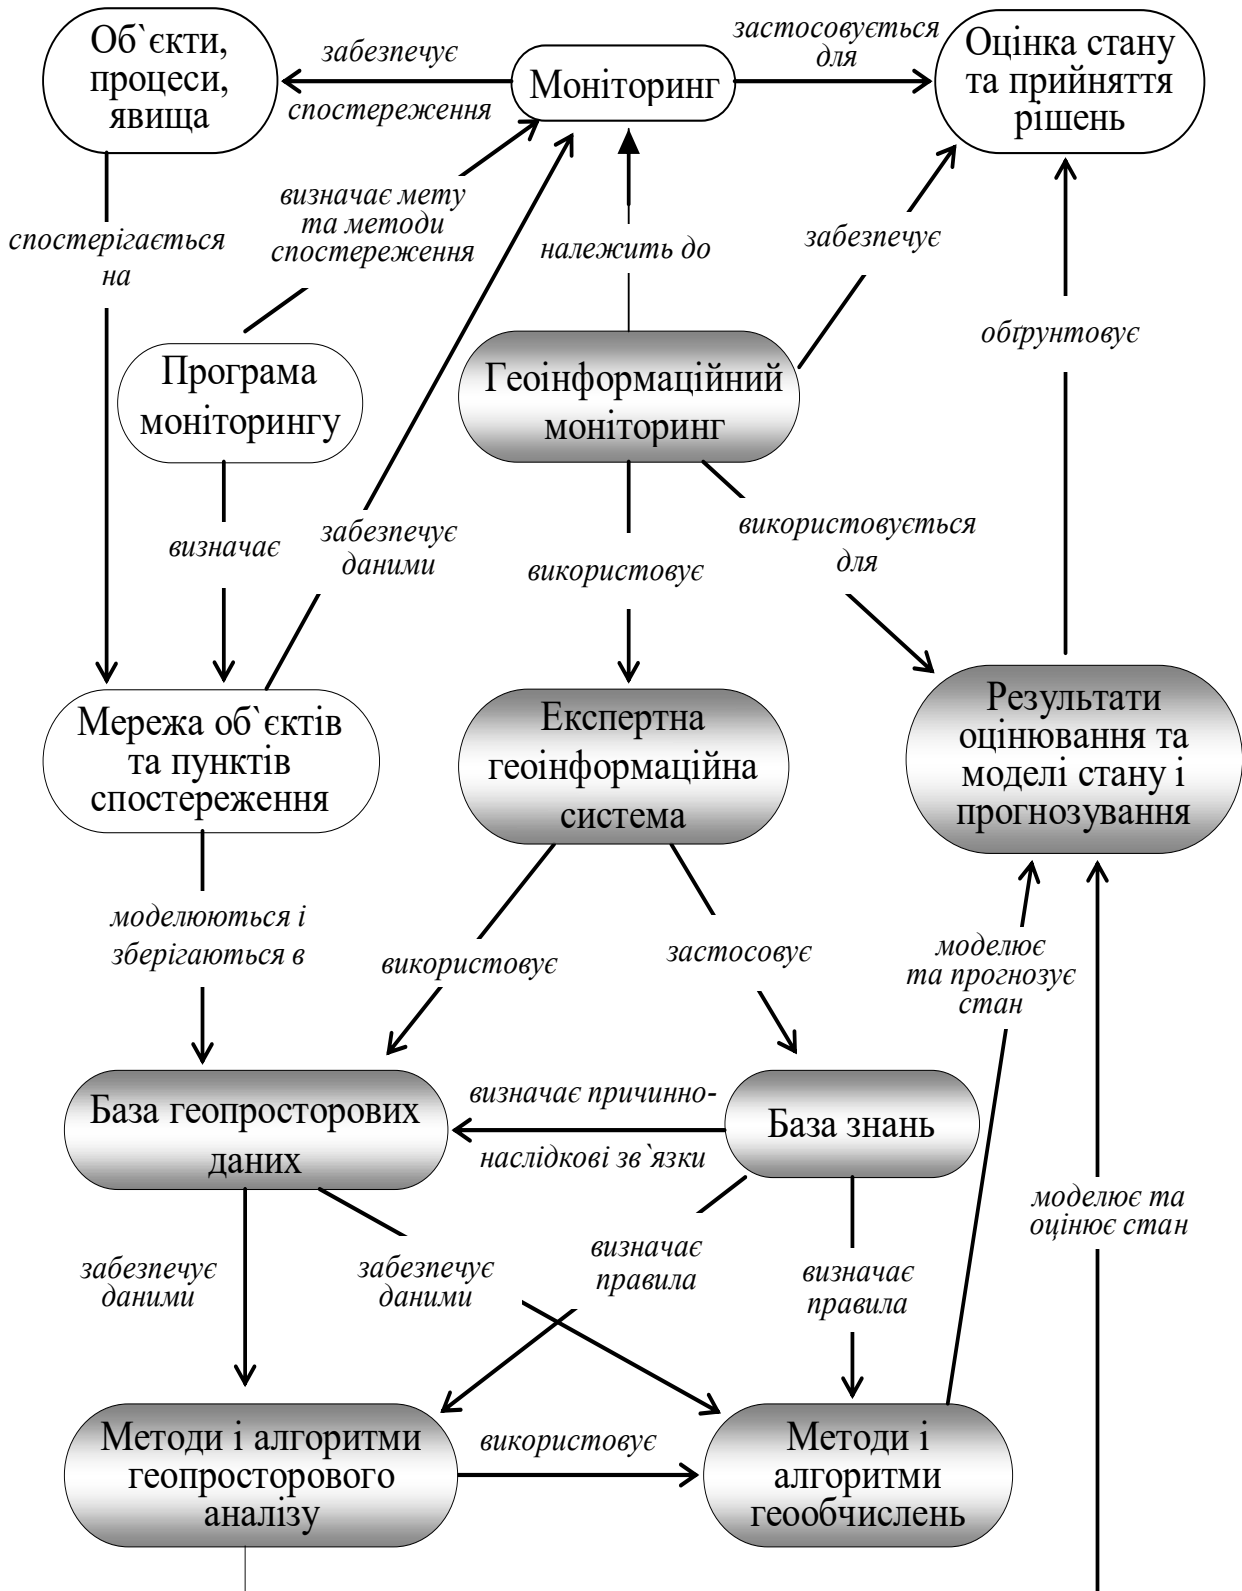 Об`єкти,
процеси,
явища
забезпечує
спостереження
Моніторинг
застосовується
для
Оцінка стану
та прийняття
рішень
спостерігається
на
визначає мету
та методи
спостереження
належить до
забезпечує
Програма
моніторингу
Геоінформаційний
моніторинг
обґрунтовує
визначає
забезпечує
даними
використовує
використовується
для
Мережа об`єктів
та пунктів
спостереження
Експертна
геоінформаційна
система
Результати
оцінювання та
моделі стану і
прогнозування
моделюються і
зберігаються в
використовує
застосовує
моделює
та прогнозує
стан
База геопросторових
даних
визначає причинно-
наслідкові зв`язки
База знань
забезпечує
даними
забезпечує
даними
визначає
правила
визначає
правила
моделює та
оцінює стан
Методи і алгоритми
геопросторового
аналізу
використовує
Методи і
алгоритми
геообчислень